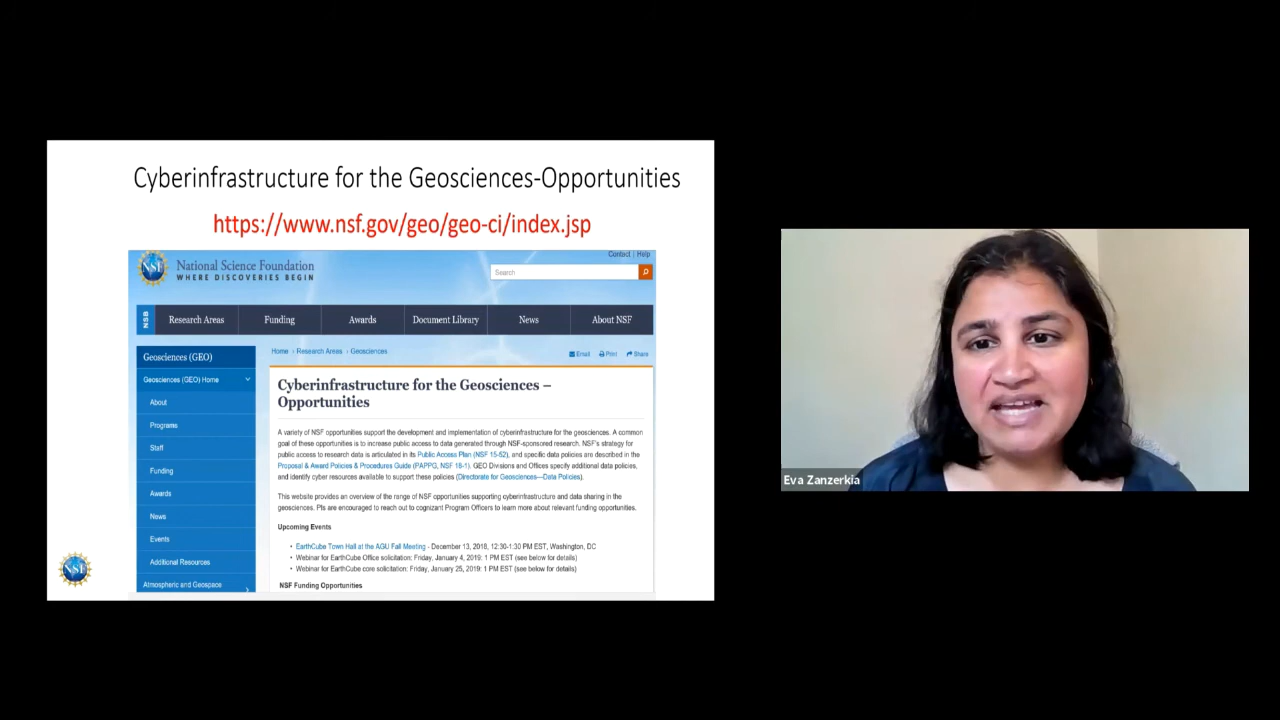 Cyberinfrastructure for the Geosciences-Opportunities
https://www.nsf.gov/geo/geo-ci/index.jsp
Contact | Help
NSF
National Science Foundation
WHERE DISCOVERIES BEGIN
Search
NSB
Research Areas
Funding
Awards
Document Library
News
About NSF
Home › Research Areas › Geosciences
Email Print Share
Geosciences (GEO)
Geosciences (GEO) Home
About
Programs
Staff
Funding
Awards
News
Events
Additional Resources
Atmospheric and Geospace
Cyberinfrastructure for the Geosciences –
Opportunities
A variety of NSF opportunities support the development and implementation of cyberinfrastructure for the geosciences. A common
goal of these opportunities is to increase public access to data generated through NSF-sponsored research. NSF's strategy for
public access to research data is articulated in its Public Access Plan (NSF 15-52), and specific data policies are described in the
Proposal & Award Policies & Procedures Guide (PAPPG, NSF 18-1). GEO Divisions and Offices specify additional data policies,
and identify cyber resources available to support these policies (Directorate for Geosciences—Data Policies).
This website provides an overview of the range of NSF opportunities supporting cyberinfrastructure and data sharing in the
geosciences. PIs are encouraged to reach out to cognizant Program Officers to learn more about relevant funding opportunities.
Upcoming Events
• EarthCube Town Hall at the AGU Fall Meeting - December 13, 2018, 12:30-1:30 PM EST, Washington, DC
• Webinar for EarthCube Office solicitation: Friday, January 4, 2019: 1 PM EST (see below for details)
• Webinar for EarthCube core solicitation: Friday, January 25, 2019: 1 PM EST (see below for details)
NSF Funding Opportunities
NSF
Eva Zanzerkia